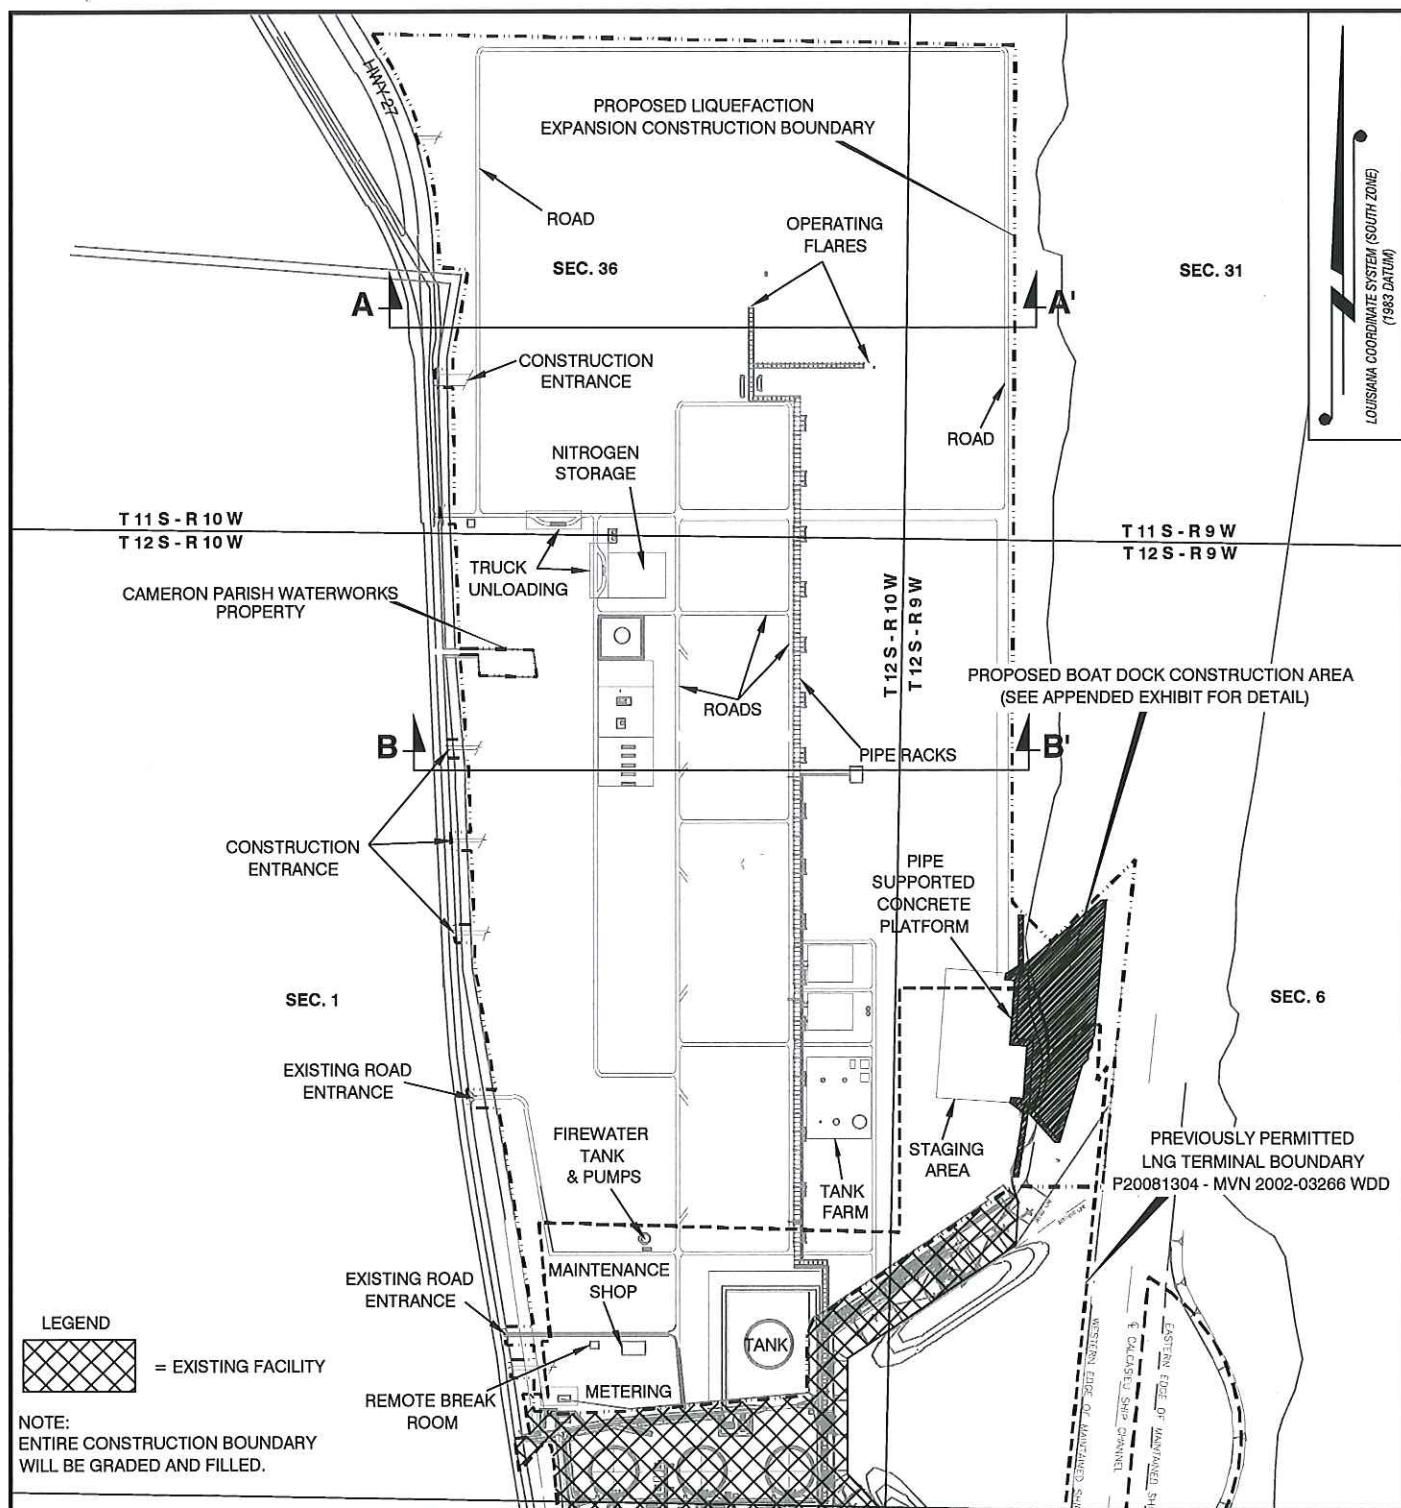 HWY 27
PROPOSED LIQUEFACTION
EXPANSION CONSTRUCTION BOUNDARY
ROAD
OPERATING
FLARES
SEC. 36
SEC. 31
LOUISIANA COORDINATE SYSTEM (SOUTH ZONE)
(1983 DATUM)
A
A'
CONSTRUCTION
ENTRANCE
ROAD
NITROGEN
STORAGE
T 11 S - R 10 W
T 12 S - R 10 W
T 11 S - R 9 W
T 12 S - R 9 W
TRUCK
UNLOADING
CAMERON PARISH WATERWORKS
PROPERTY
T 12 S - R 10 W
T 12 S - R 9 W
PROPOSED BOAT DOCK CONSTRUCTION AREA
(SEE APPENDED EXHIBIT FOR DETAIL)
ROADS
B
B'
PIPE RACKS
CONSTRUCTION
ENTRANCE
PIPE
SUPPORTED
CONCRETE
PLATFORM
SEC. 1
SEC. 6
EXISTING ROAD
ENTRANCE
FIREWATER
TANK
& PUMPS
STAGING
AREA
PREVIOUSLY PERMITTED
LNG TERMINAL BOUNDARY
P20081304 - MVN 2002-03266 WDD
TANK
FARM
EXISTING ROAD
ENTRANCE
MAINTENANCE
SHOP
TANK
LEGEND
= EXISTING FACILITY
REMOTE BREAK
ROOM
METERING
WESTERN EDGE OF MAINTAINED SHI
℄ CALCASIEU SHIP CHANNEL
EASTERN EDGE OF MAINTAINED SH
NOTE:
ENTIRE CONSTRUCTION BOUNDARY
WILL BE GRADED AND FILLED.